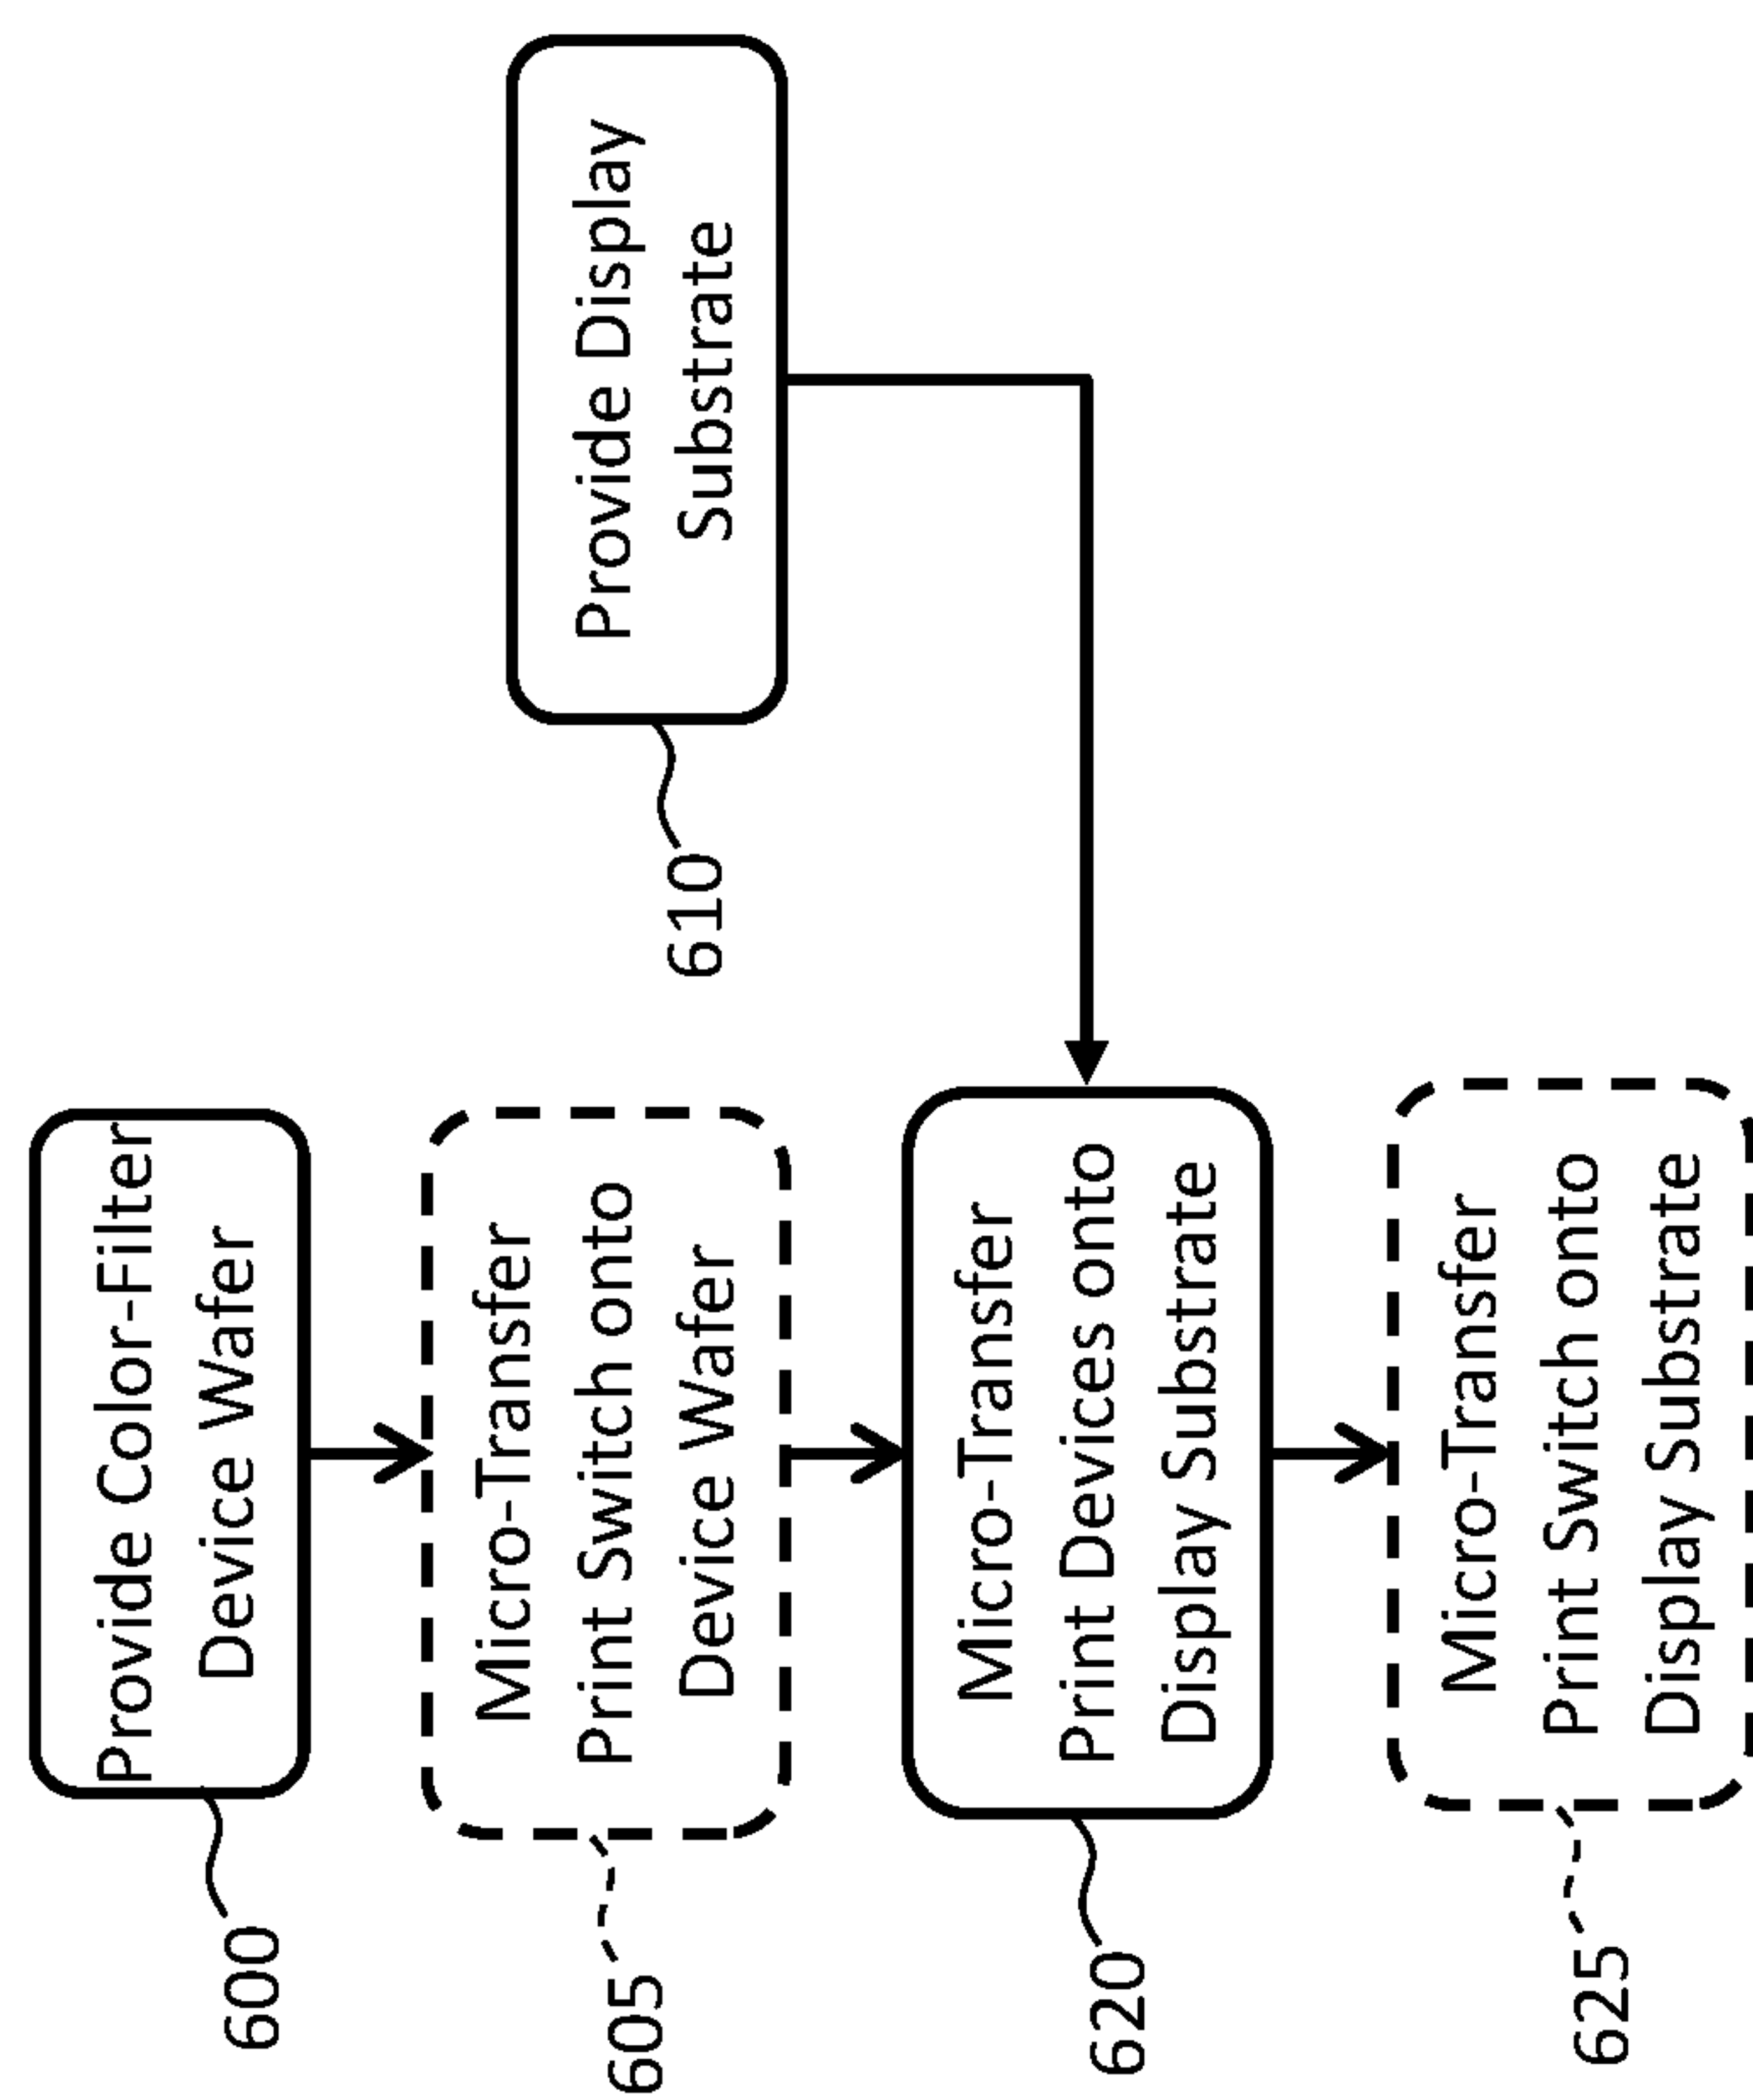 600
Provide Color-Filter
Device Wafer
605
Micro-Transfer
Print Switch onto
Device Wafer
610
Provide Display
Substrate
620
Micro-Transfer
Print Devices onto
Display Substrate
625
Micro-Transfer
Print Switch onto
Display Substrate